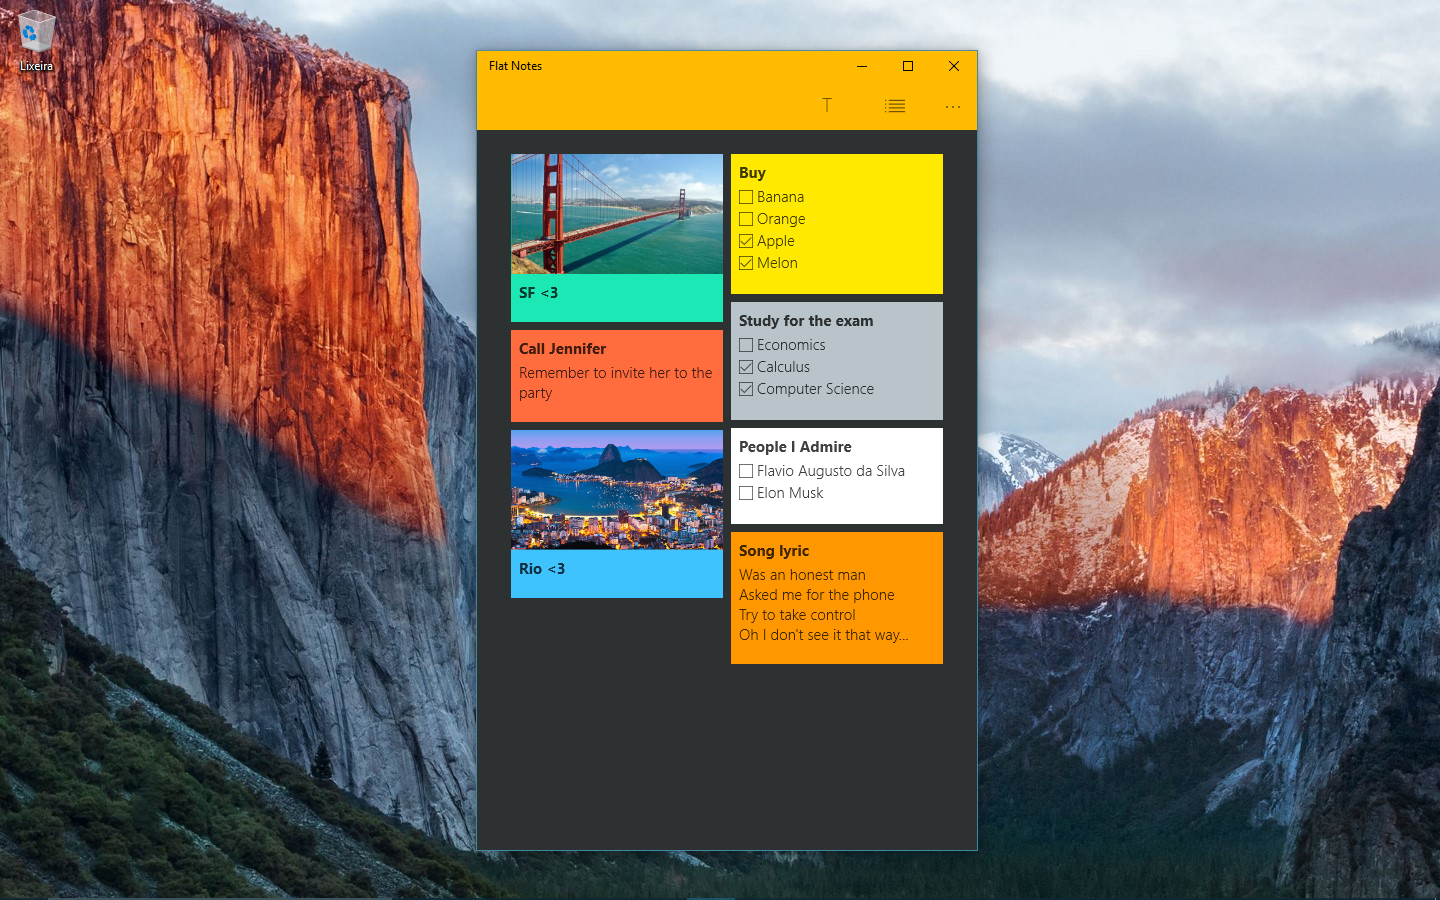 Lixeira
Flat Notes
T
SF <3
Call Jennifer
Remember to invite her to the
party
Rio <3
Buy
Banana
Orange
Apple
Melon
Study for the exam
Economics
Calculus
Computer Science
People I Admire
Flavio Augusto da Silva
Elon Musk
Song lyric
Was an honest man
Asked me for the phone
Try to take control
Oh I don't see it that way...